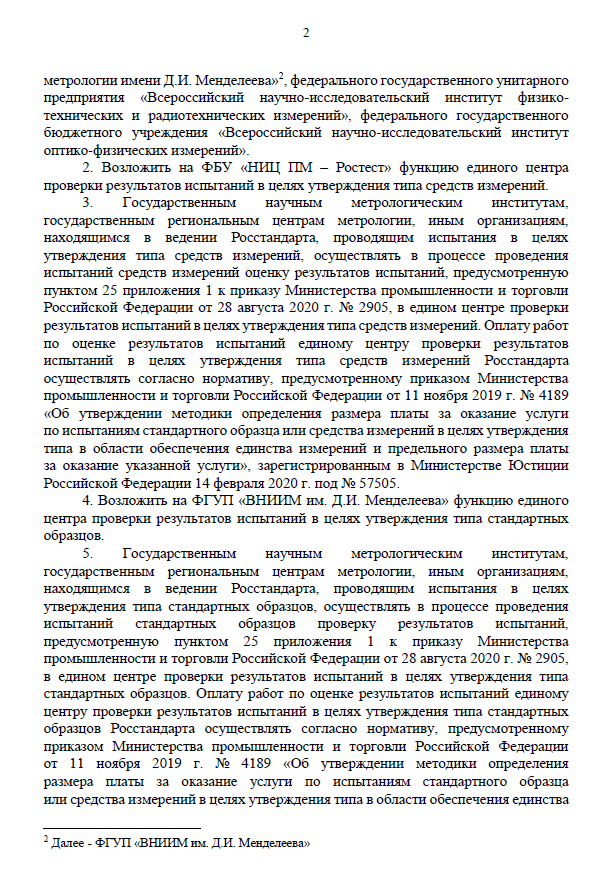 2
метрологии имени Д.И. Менделеева»², федерального государственного унитарного
предприятия «Всероссийский научно-исследовательский институт физико-
технических и радиотехнических измерений», федерального государственного
бюджетного учреждения «Всероссийский научно-исследовательский институт
оптико-физических измерений».
2. Возложить на ФБУ «НИЦ ПМ – Ростест» функцию единого центра
проверки результатов испытаний в целях утверждения типа средств измерений.
3. Государственным научным метрологическим институтам,
государственным региональным центрам метрологии, иным организациям,
находящимся в ведении Росстандарта, проводящим испытания в целях
утверждения типа средств измерений, осуществлять в процессе проведения
испытаний средств измерений оценку результатов испытаний, предусмотренную
пунктом 25 приложения 1 к приказу Министерства промышленности и торговли
Российской Федерации от 28 августа 2020 г. № 2905, в едином центре проверки
результатов испытаний в целях утверждения типа средств измерений. Оплату работ
по оценке результатов испытаний единому центру проверки результатов
испытаний в целях утверждения типа средств измерений Росстандарта
осуществлять согласно нормативу, предусмотренному приказом Министерства
промышленности и торговли Российской Федерации от 11 ноября 2019 г. № 4189
«Об утверждении методики определения размера платы за оказание услуги
по испытаниям стандартного образца или средства измерений в целях утверждения
типа в области обеспечения единства измерений и предельного размера платы
за оказание указанной услуги», зарегистрированным в Министерстве Юстиции
Российской Федерации 14 февраля 2020 г. под № 57505.
4. Возложить на ФГУП «ВНИИМ им. Д.И. Менделеева» функцию единого
центра проверки результатов испытаний в целях утверждения типа стандартных
образцов.
5. Государственным научным метрологическим институтам,
государственным региональным центрам метрологии, иным организациям,
находящимся в ведении Росстандарта, проводящим испытания в целях
утверждения типа стандартных образцов, осуществлять в процессе проведения
испытаний стандартных образцов проверку результатов испытаний,
предусмотренную пунктом 25 приложения 1 к приказу Министерства
промышленности и торговли Российской Федерации от 28 августа 2020 г. № 2905,
в едином центре проверки результатов испытаний в целях утверждения типа
стандартных образцов. Оплату работ по оценке результатов испытаний единому
центру проверки результатов испытаний в целях утверждения типа стандартных
образцов Росстандарта осуществлять согласно нормативу, предусмотренному
приказом Министерства промышленности и торговли Российской Федерации
от 11 ноября 2019 г. № 4189 «Об утверждении методики определения
размера платы за оказание услуги по испытаниям стандартного образца
или средства измерений в целях утверждения типа в области обеспечения единства
² Далее - ФГУП «ВНИИМ им. Д.И. Менделеева»